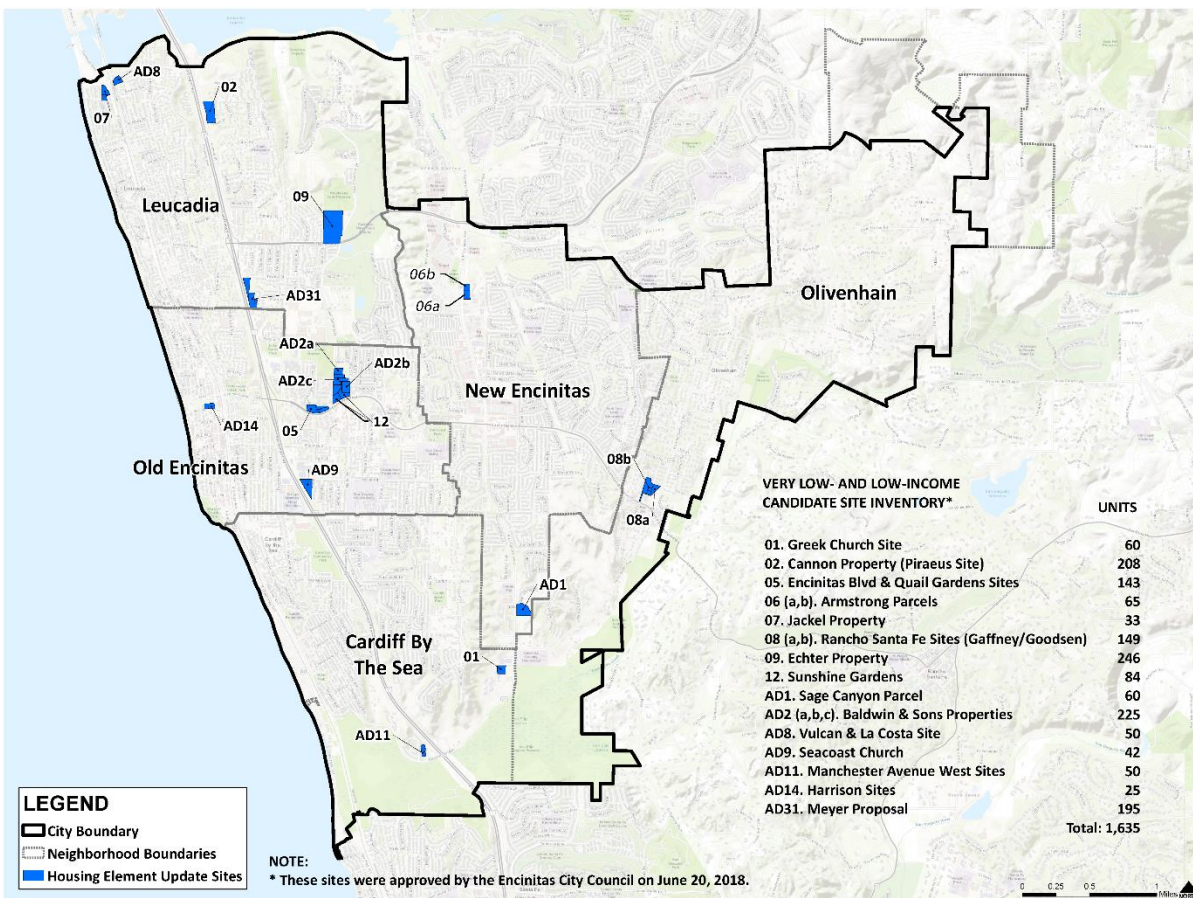 AD8
02
07
Leucadia
09
06b
06a
Olivenhain
AD31
AD2a
AD2b
AD2c
New Encinitas
AD14
05
12
Old Encinitas
AD9
08b
08a
VERY LOW- AND LOW-INCOME
CANDIDATE SITE INVENTORY* UNITS
01. Greek Church Site 60
02. Cannon Property (Piraeus Site) 208
05. Encinitas Blvd & Quail Gardens Sites 143
06 (a,b). Armstrong Parcels 65
07. Jackel Property 33
08 (a,b). Rancho Santa Fe Sites (Gaffney/Goodsen) 149
09. Echter Property 246
12. Sunshine Gardens 84
AD1. Sage Canyon Parcel 60
AD2 (a,b,c). Baldwin & Sons Properties 225
AD8. Vulcan & La Costa Site 50
AD9. Seacoast Church 42
AD11. Manchester Avenue West Sites 50
AD14. Harrison Sites 25
AD31. Meyer Proposal 195
Total: 1,635
AD1
Cardiff By
The Sea
01
AD11
LEGEND
City Boundary
Neighborhood Boundaries
Housing Element Update Sites
NOTE:
* These sites were approved by the Encinitas City Council on June 20, 2018.
0 0.25 0.5 1
Miles